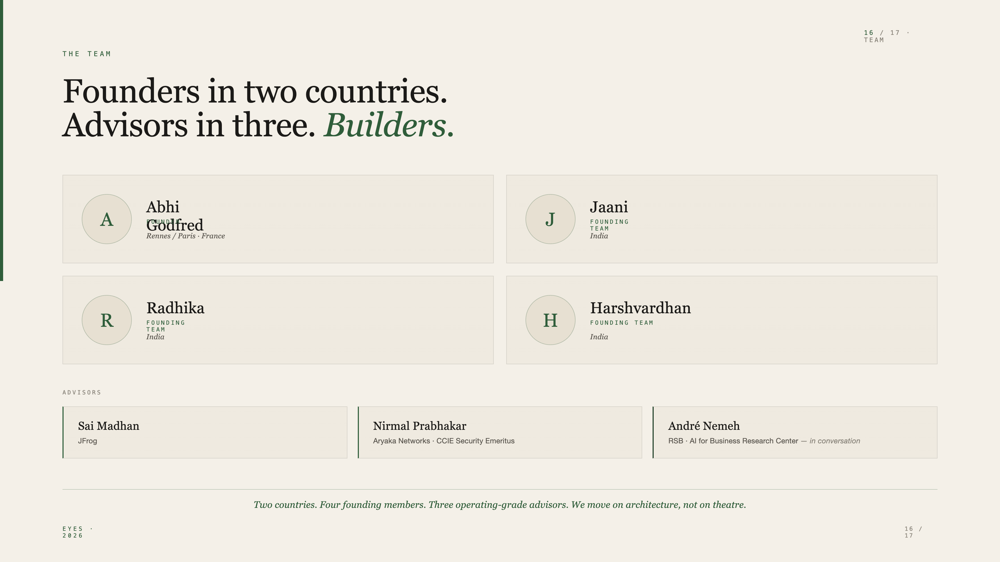 16 / 17 ·
TEAM
THE TEAM
Founders in two countries.
Advisors in three. Builders.
A
Abhi
Godfred
FOUNDER
Rennes / Paris · France
J
Jaani
FOUNDING
TEAM
India
R
Radhika
FOUNDING
TEAM
India
H
Harshvardhan
FOUNDING TEAM
India
ADVISORS
Sai Madhan
JFrog
Nirmal Prabhakar
Aryaka Networks · CCIE Security Emeritus
André Nemeh
RSB · AI for Business Research Center — in conversation
Two countries. Four founding members. Three operating-grade advisors. We move on architecture, not on theatre.
EYES ·
2026
16 /
17